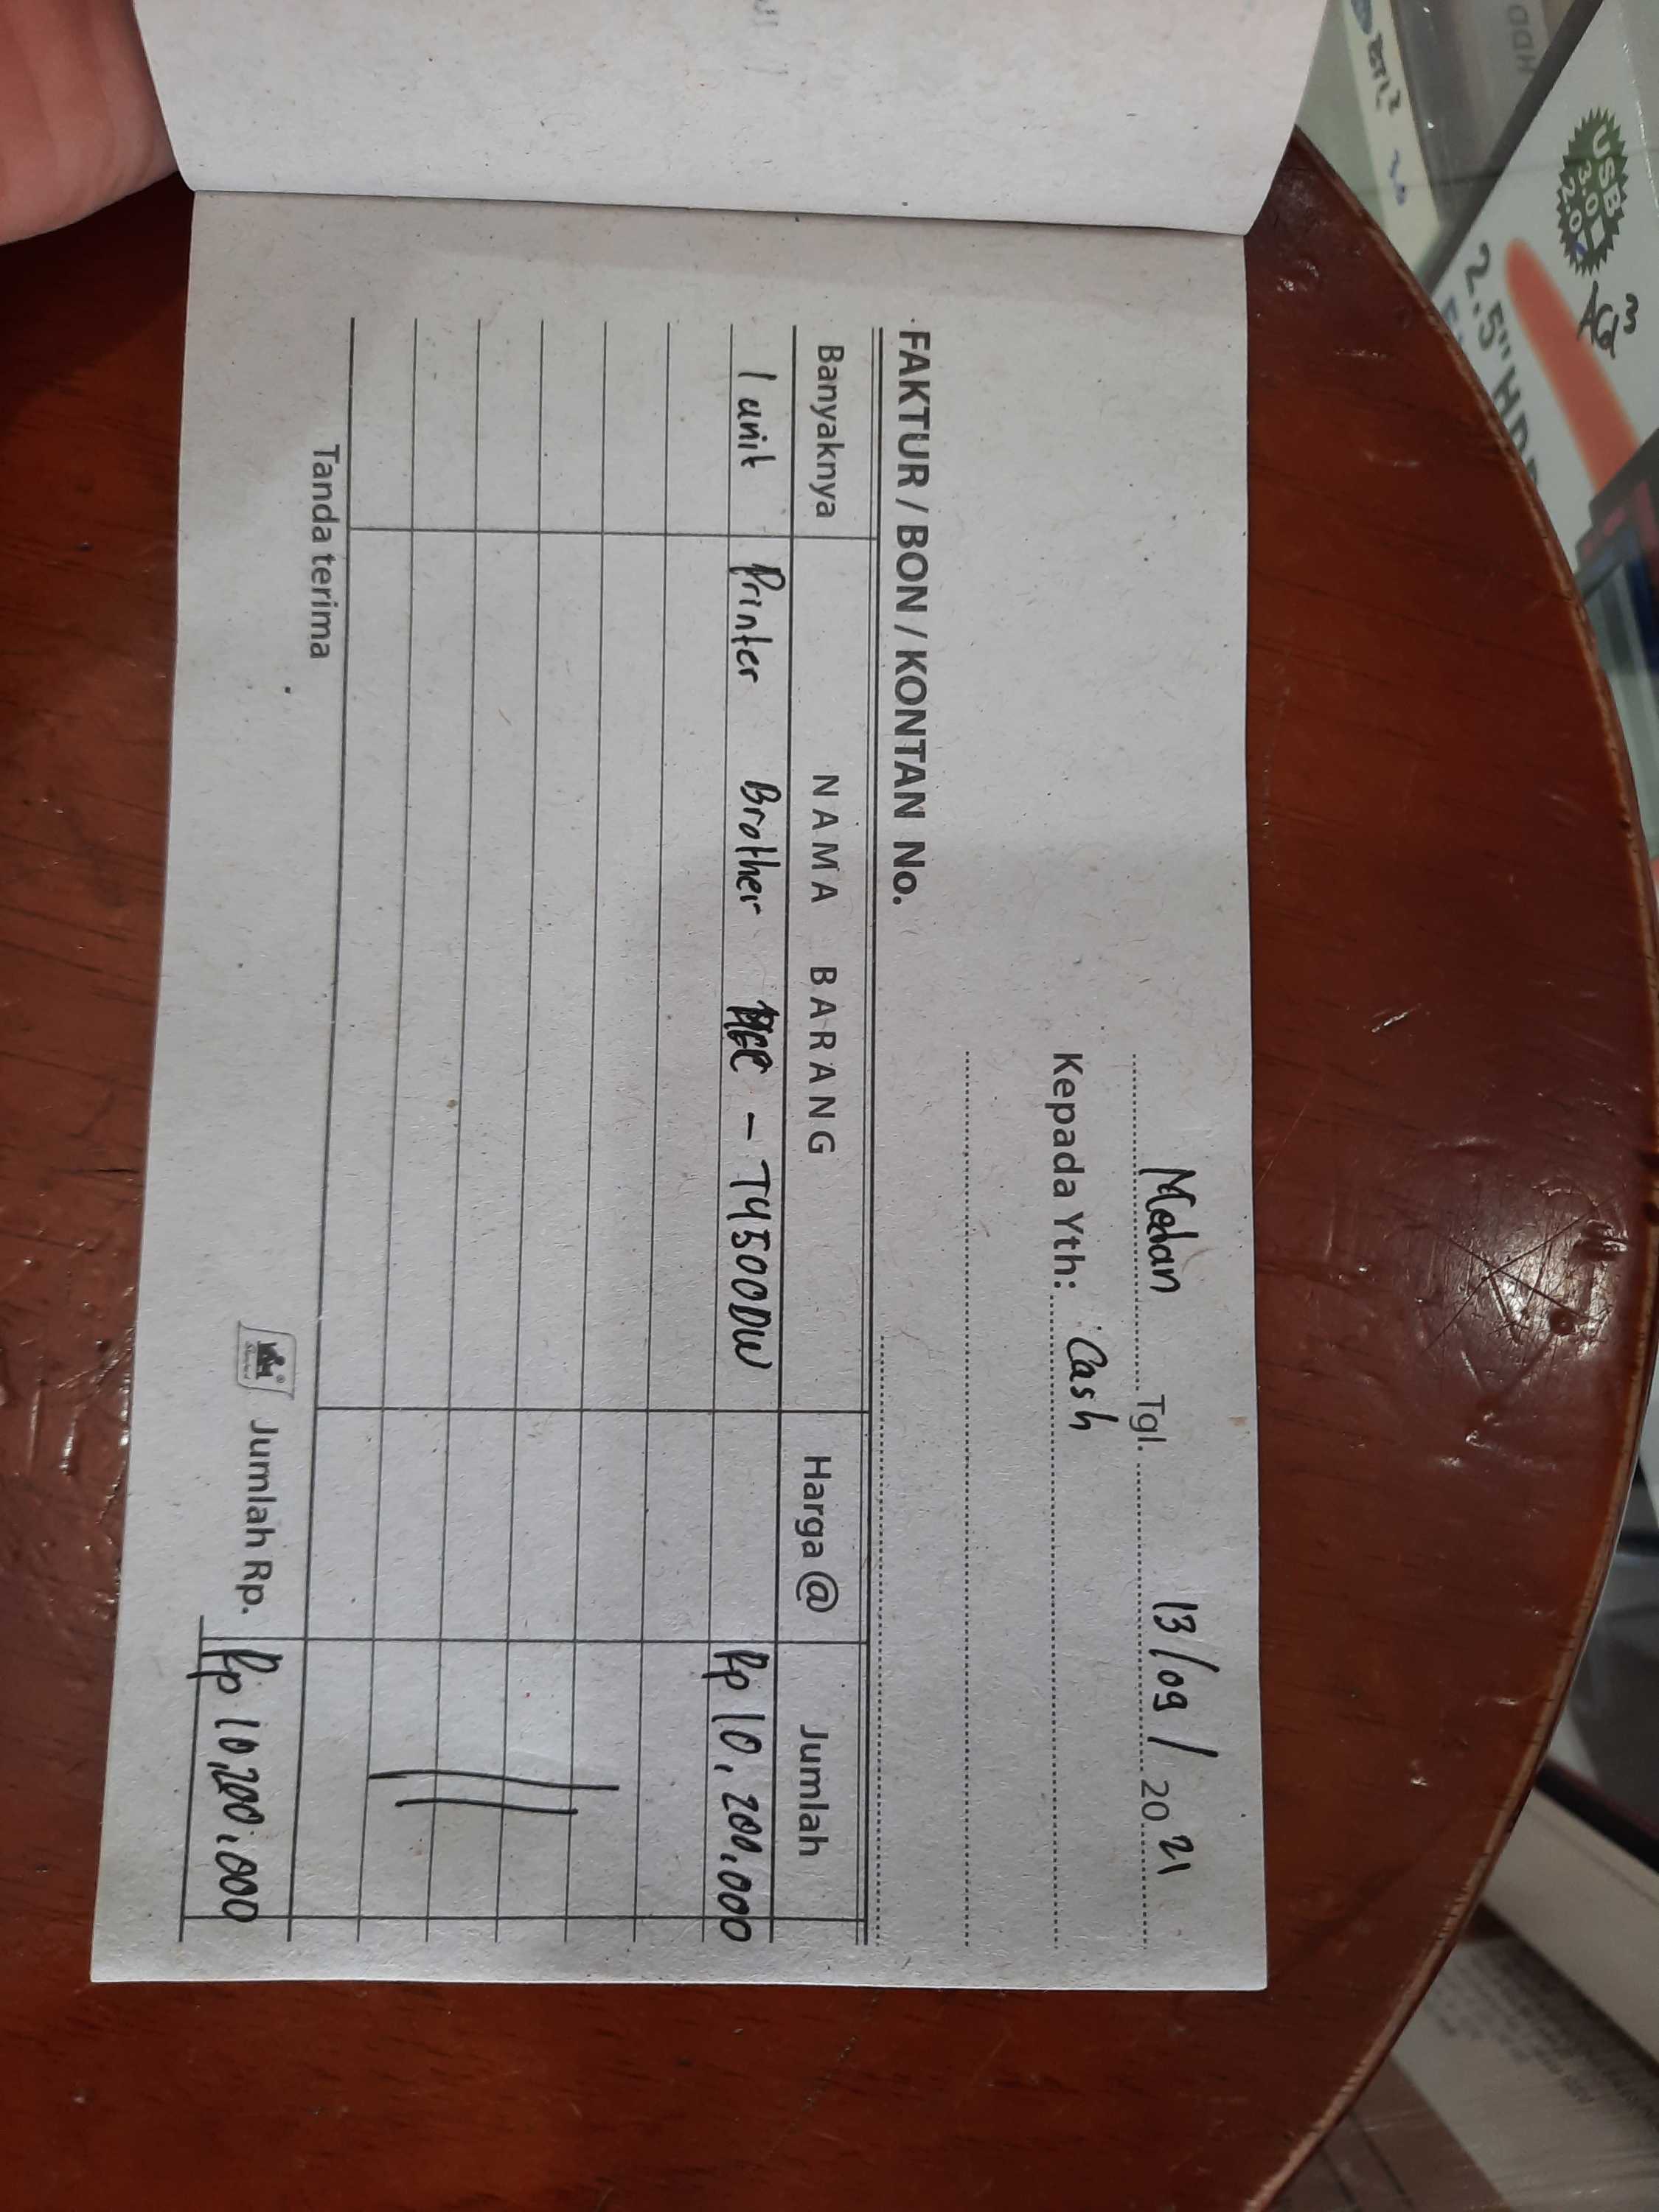 Medan Tgl. 13/09/2021
Kepada Yth: Cash
FAKTUR / BON / KONTAN No.
Banyaknya NAMA BARANG Harga @ Jumlah
1 unit Printer Brother - T4500DW Rp 10.200.000
Tanda terima
Jumlah Rp. Rp 10.200.000
USB
3.0
2.0
2.5" HDD
HDD